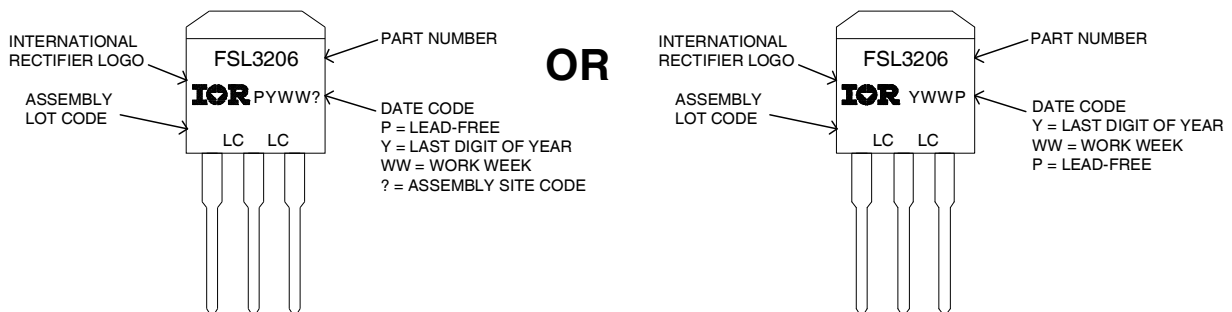 INTERNATIONAL
RECTIFIER LOGO
ASSEMBLY
LOT CODE
FSL3206
IOR PYWW?
LC LC
PART NUMBER
DATE CODE
P = LEAD-FREE
Y = LAST DIGIT OF YEAR
WW = WORK WEEK
? = ASSEMBLY SITE CODE
OR
INTERNATIONAL
RECTIFIER LOGO
ASSEMBLY
LOT CODE
FSL3206
IOR YWWP
LC LC
PART NUMBER
DATE CODE
Y = LAST DIGIT OF YEAR
WW = WORK WEEK
P = LEAD-FREE